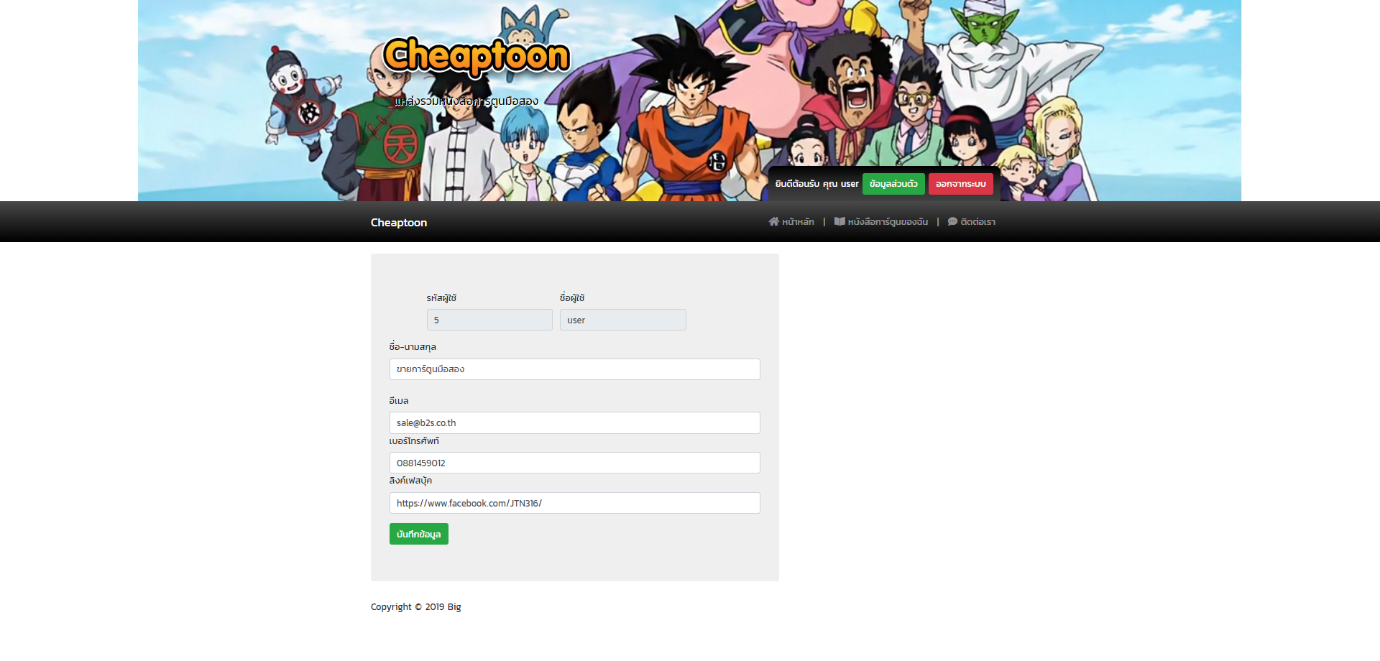 Cheaptoon
แหล่งรวมหนังสือการ์ตูนมือสอง
ยินดีต้อนรับ คุณ user ข้อมูลส่วนตัว ออกจากระบบ
Cheaptoon หน้าหลัก | หนังสือการ์ตูนของฉัน | ติดต่อเรา
รหัสผู้ใช้ ชื่อผู้ใช้
5 user
ชื่อ-นามสกุล
ขายการ์ตูนมือสอง
อีเมล
sale@b2s.co.th
เบอร์โทรศัพท์
0881459012
ลิงค์เฟสบุ้ค
https://www.facebook.com/JTN316/
บันทึกข้อมูล
Copyright © 2019 Big